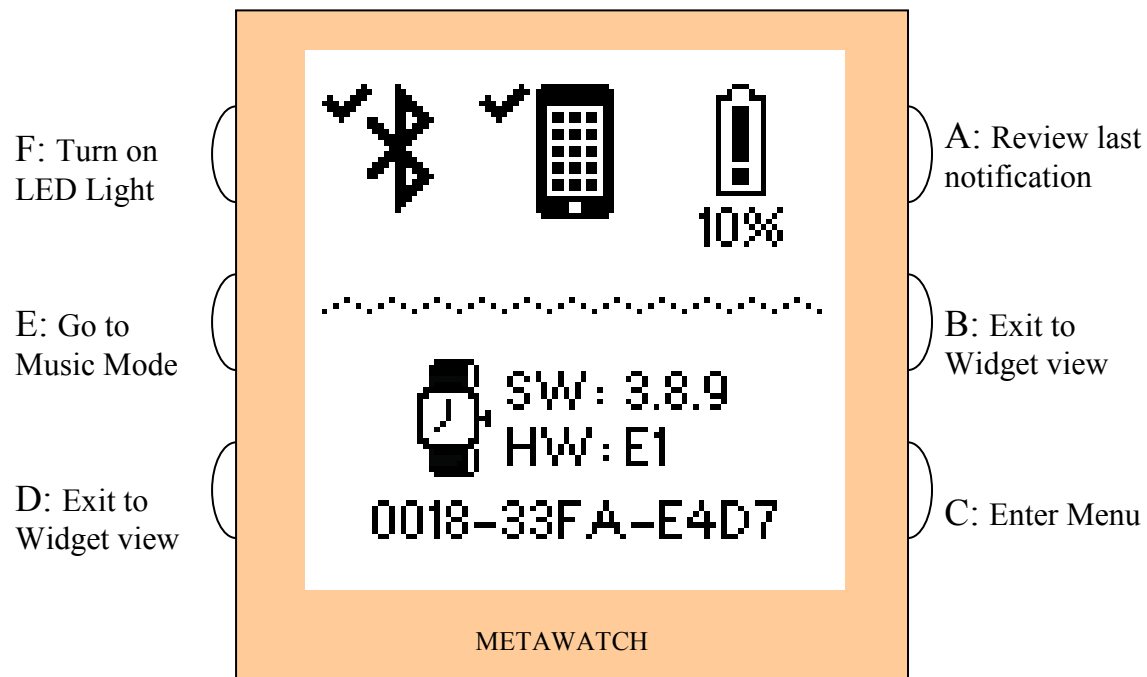 F: Turn on
LED Light
A: Review last
notification
10%
E: Go to
Music Mode
B: Exit to
Widget view
SW: 3.8.9
HW: E1
D: Exit to
Widget view
0018-33FA-E4D7
C: Enter Menu
METAWATCH